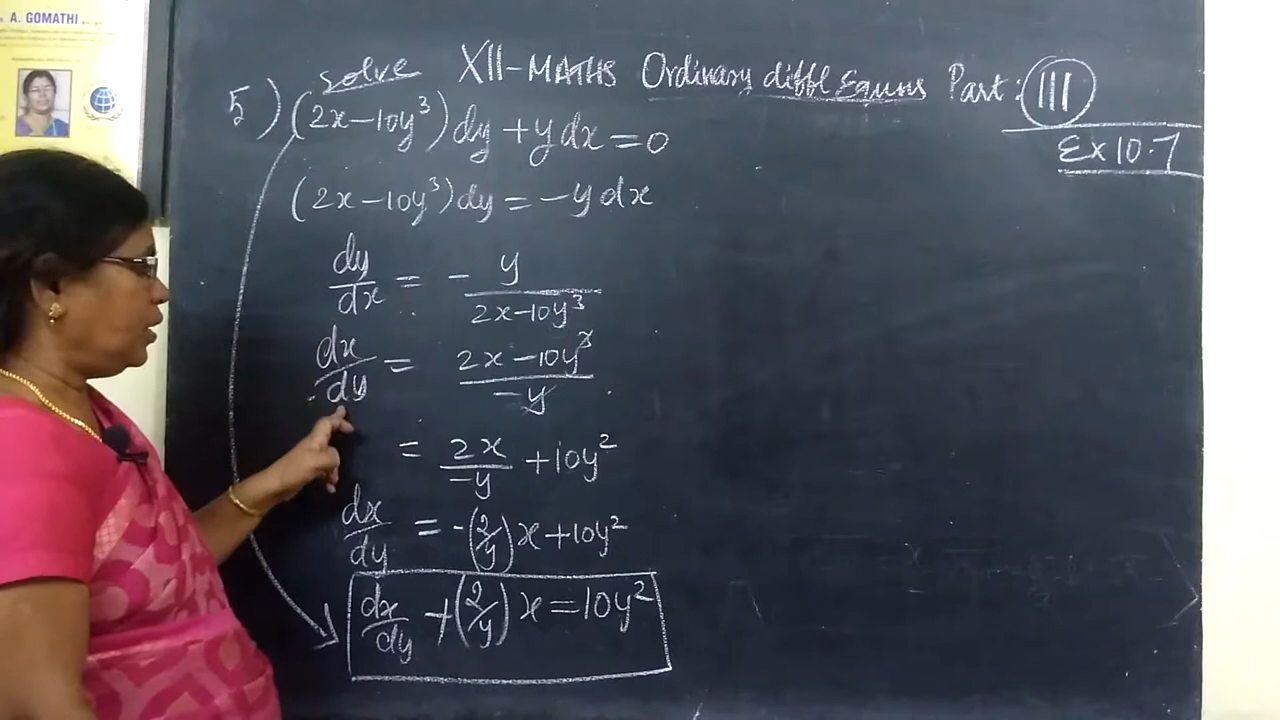 A. GOMATHI
solve XII-MATHS Ordinary diffl Equns Part: III
Ex 10.7
5) (2x-10y³)dy + y dx = 0
(2x-10y³)dy = -y dx
dy/dx = - y/(2x-10y³)
dx/dy = (2x-10y³)/(-y)
= 2x/(-y) + 10y²
dx/dy = -(2/y)x + 10y²
dx/dy + (2/y)x = 10y²